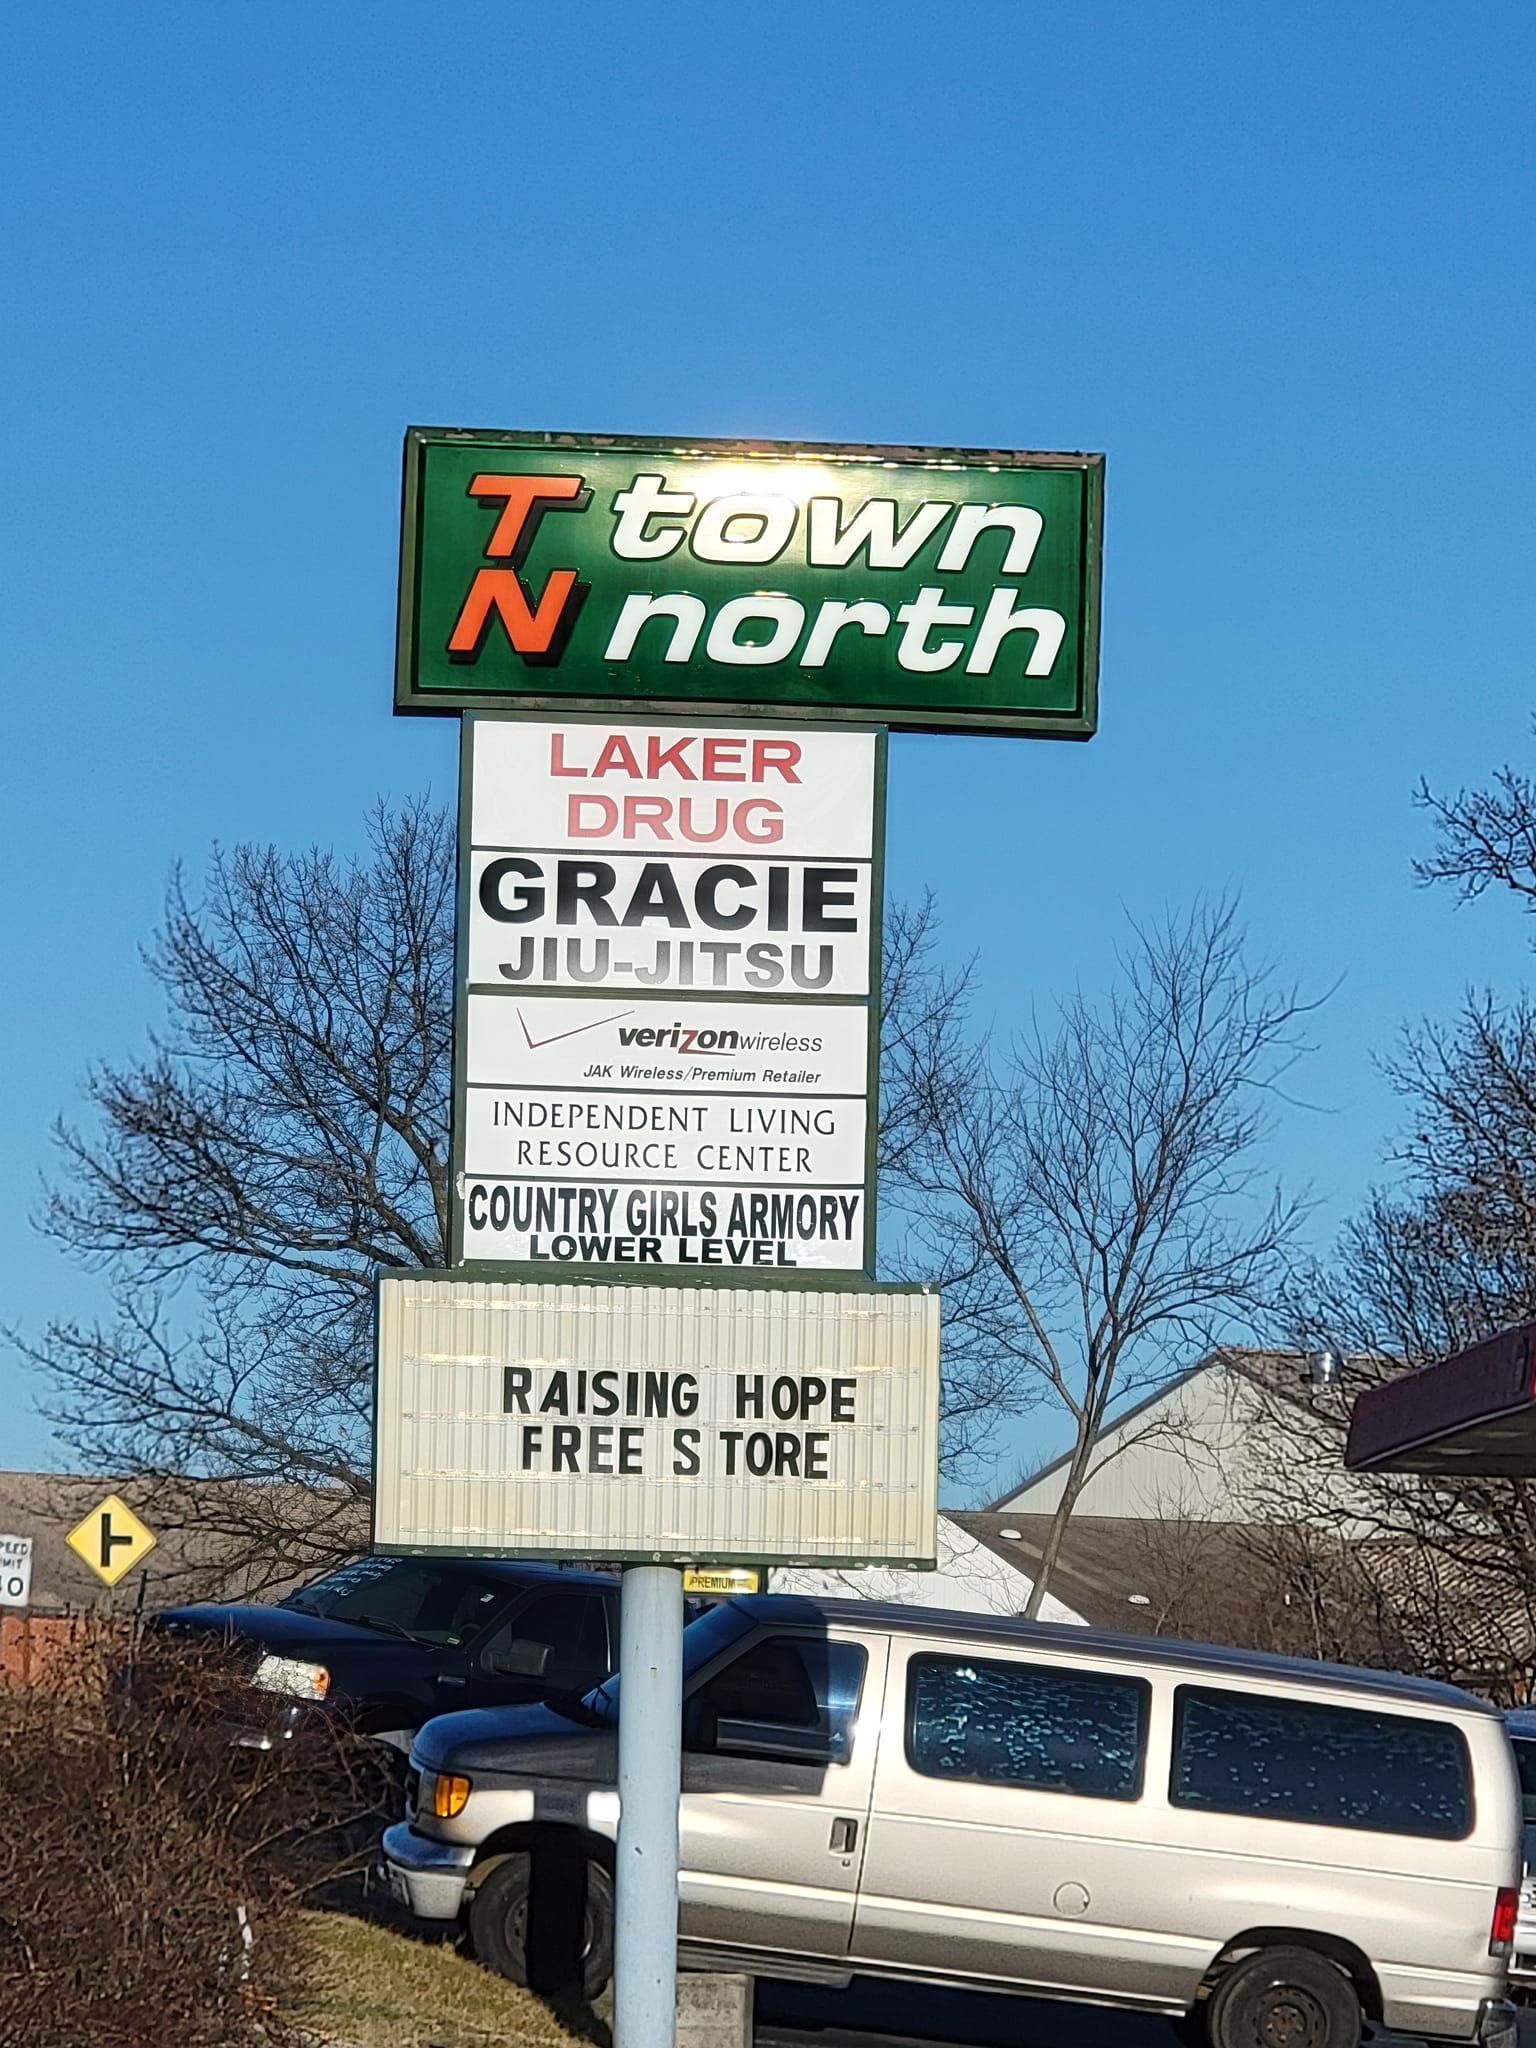 T town
N north
LAKER
DRUG
GRACIE
JIU-JITSU
verizonwireless
JAK Wireless/Premium Retailer
INDEPENDENT LIVING
RESOURCE CENTER
COUNTRY GIRLS ARMORY
LOWER LEVEL
RAISING HOPE
FREE S TORE
PREMIUM